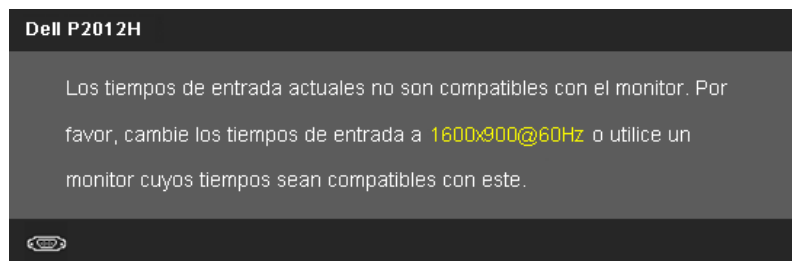 Dell P2012H
Los tiempos de entrada actuales no son compatibles con el monitor. Por
favor, cambie los tiempos de entrada a 1600x900@60Hz o utilice un
monitor cuyos tiempos sean compatibles con este.